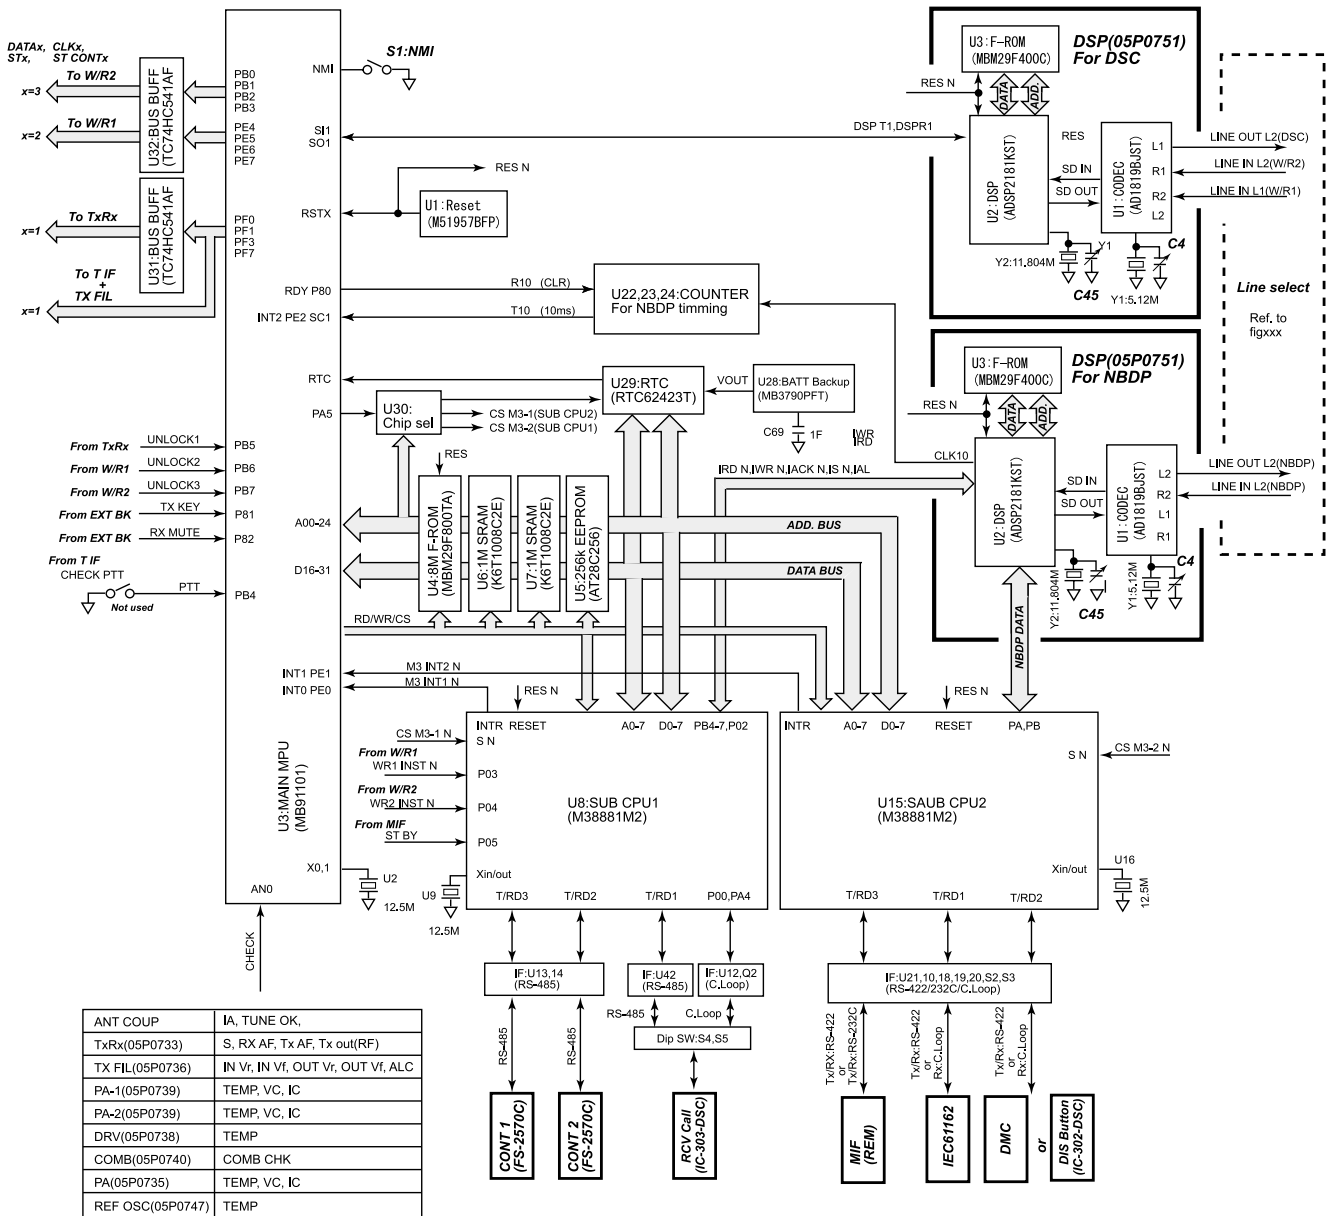 DATAx, CLKx,
STx, ST CONTx
To W/R2
x=3
To W/R1
x=2
U32:BUS BUFF
(TC74HC541AF)
PB0
PB1
PB2
PB3
PE4
PE5
PE6
PE7
To TxRx
x=1
U31:BUS BUFF
(TC74HC541AF)
PF0
PF1
PF3
PF7
To T IF
+
TX FIL
x=1
NMI
S1:NMI
SI1
SO1
DSP T1,DSPR1
RES N
RSTX
U1:Reset
(M51957BFP)
RDY P80
R10 (CLR)
INT2 PE2 SC1
T10 (10ms)
U22,23,24:COUNTER
For NBDP timming
RTC
U29:RTC
(RTC62423T)
VOUT
U28:BATT Backup
(MB3790PFT)
C69
1F
PA5
U30:
Chip sel
CS M3-1(SUB CPU2)
CS M3-2(SUB CPU1)
From TxRx
UNLOCK1
PB5
From W/R1
UNLOCK2
PB6
From W/R2
UNLOCK3
PB7
From EXT BK
TX KEY
P81
From EXT BK
RX MUTE
P82
From T IF
CHECK PTT
Not used
PTT
PB4
RES
A00-24
D16-31
U4:8M F-ROM
(MBM29F800TA)
U6:1M SRAM
(K6T1008C2E)
U7:1M SRAM
(K6T1008C2E)
U5:256k EEPROM
(AT28C256)
ADD. BUS
DATA BUS
RD/WR/CS
IWR
IRD
IRD N,IWR N,IACK N,IS N,IAL
CLK10
RES N
U3:F-ROM
(MBM29F400C)
DSP(05P0751)
For DSC
DATA
ADD.
U2:DSP
(ADSP2181KST)
RES
SD IN
SD OUT
U1:CODEC
(AD1819BJST)
L1
R1
R2
L2
LINE OUT L2(DSC)
LINE IN L2(W/R2)
LINE IN L1(W/R1)
Y1
Y2:11.804M
C45
C4
Y1:5.12M
Line select
Ref. to
figxxx
RES N
U3:F-ROM
(MBM29F400C)
DSP(05P0751)
For NBDP
DATA
ADD.
U2:DSP
(ADSP2181KST)
SD IN
SD OUT
U1:CODEC
(AD1819BJST)
L2
R2
L1
R1
LINE OUT L2(NBDP)
LINE IN L2(NBDP)
Y2:11.804M
C45
Y1:5.12M
C4
NBDP DATA
INT1 PE1
M3 INT2 N
INT0 PE0
M3 INT1 N
RES N
RES N
U3:MAIN MPU
(MB91101)
INTR RESET
A0-7
D0-7
PB4-7,P02
CS M3-1 N
S N
From W/R1
WR1 INST N
P03
From W/R2
WR2 INST N
P04
From MIF
ST BY
P05
U8:SUB CPU1
(M38881M2)
INTR
A0-7
D0-7
RESET
PA,PB
S N
CS M3-2 N
U15:SAUB CPU2
(M38881M2)
X0,1
U2
12.5M
AN0
CHECK
Xin/out
U9
12.5M
T/RD3
T/RD2
T/RD1
P00,PA4
Xin/out
U16
12.5M
T/RD3
T/RD1
T/RD2
IF:U13,14
(RS-485)
IF:U42
(RS-485)
IF:U12,Q2
(C.Loop)
IF:U21,10,18,19,20,S2,S3
(RS-422/232C/C.Loop)
RS-485
RS-485
RS-485
C.Loop
Dip SW:S4,S5
Tx/Rx:RS-422
or
Tx/Rx:RS-232C
Tx/Rx:RS-422
or
Rx:C.Loop
Tx/Rx:RS-422
or
Rx:C.Loop
CONT 1
(FS-2570C)
CONT 2
(FS-2570C)
RCV Call
(IC-303-DSC)
MIF
(REM)
IEC61162
DMC
or
DIS Button
(IC-302-DSC)
ANT COUP IA, TUNE OK,
TxRx(05P0733) S, RX AF, Tx AF, Tx out(RF)
TX FIL(05P0736) IN Vr, IN Vf, OUT Vr, OUT Vf, ALC
PA-1(05P0739) TEMP, VC, IC
PA-2(05P0739) TEMP, VC, IC
DRV(05P0738) TEMP
COMB(05P0740) COMB CHK
PA(05P0735) TEMP, VC, IC
REF OSC(05P0747) TEMP